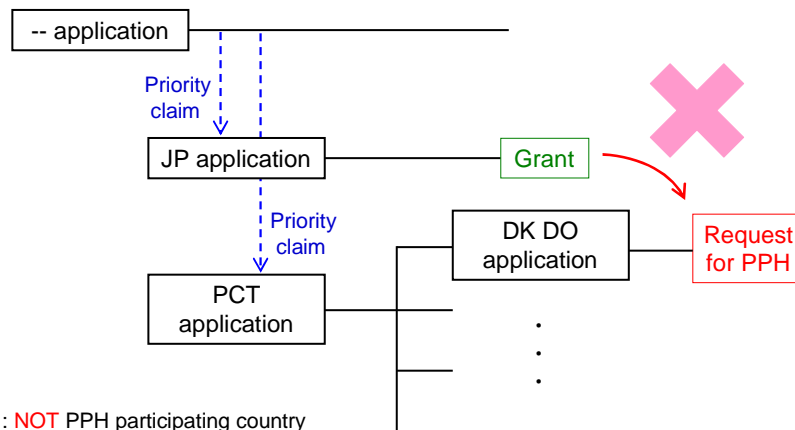 -- application
Priority
claim
JP application
Grant
Priority
claim
DK DO
application
Request
for PPH
PCT
application
.
.
.
: NOT PPH participating country